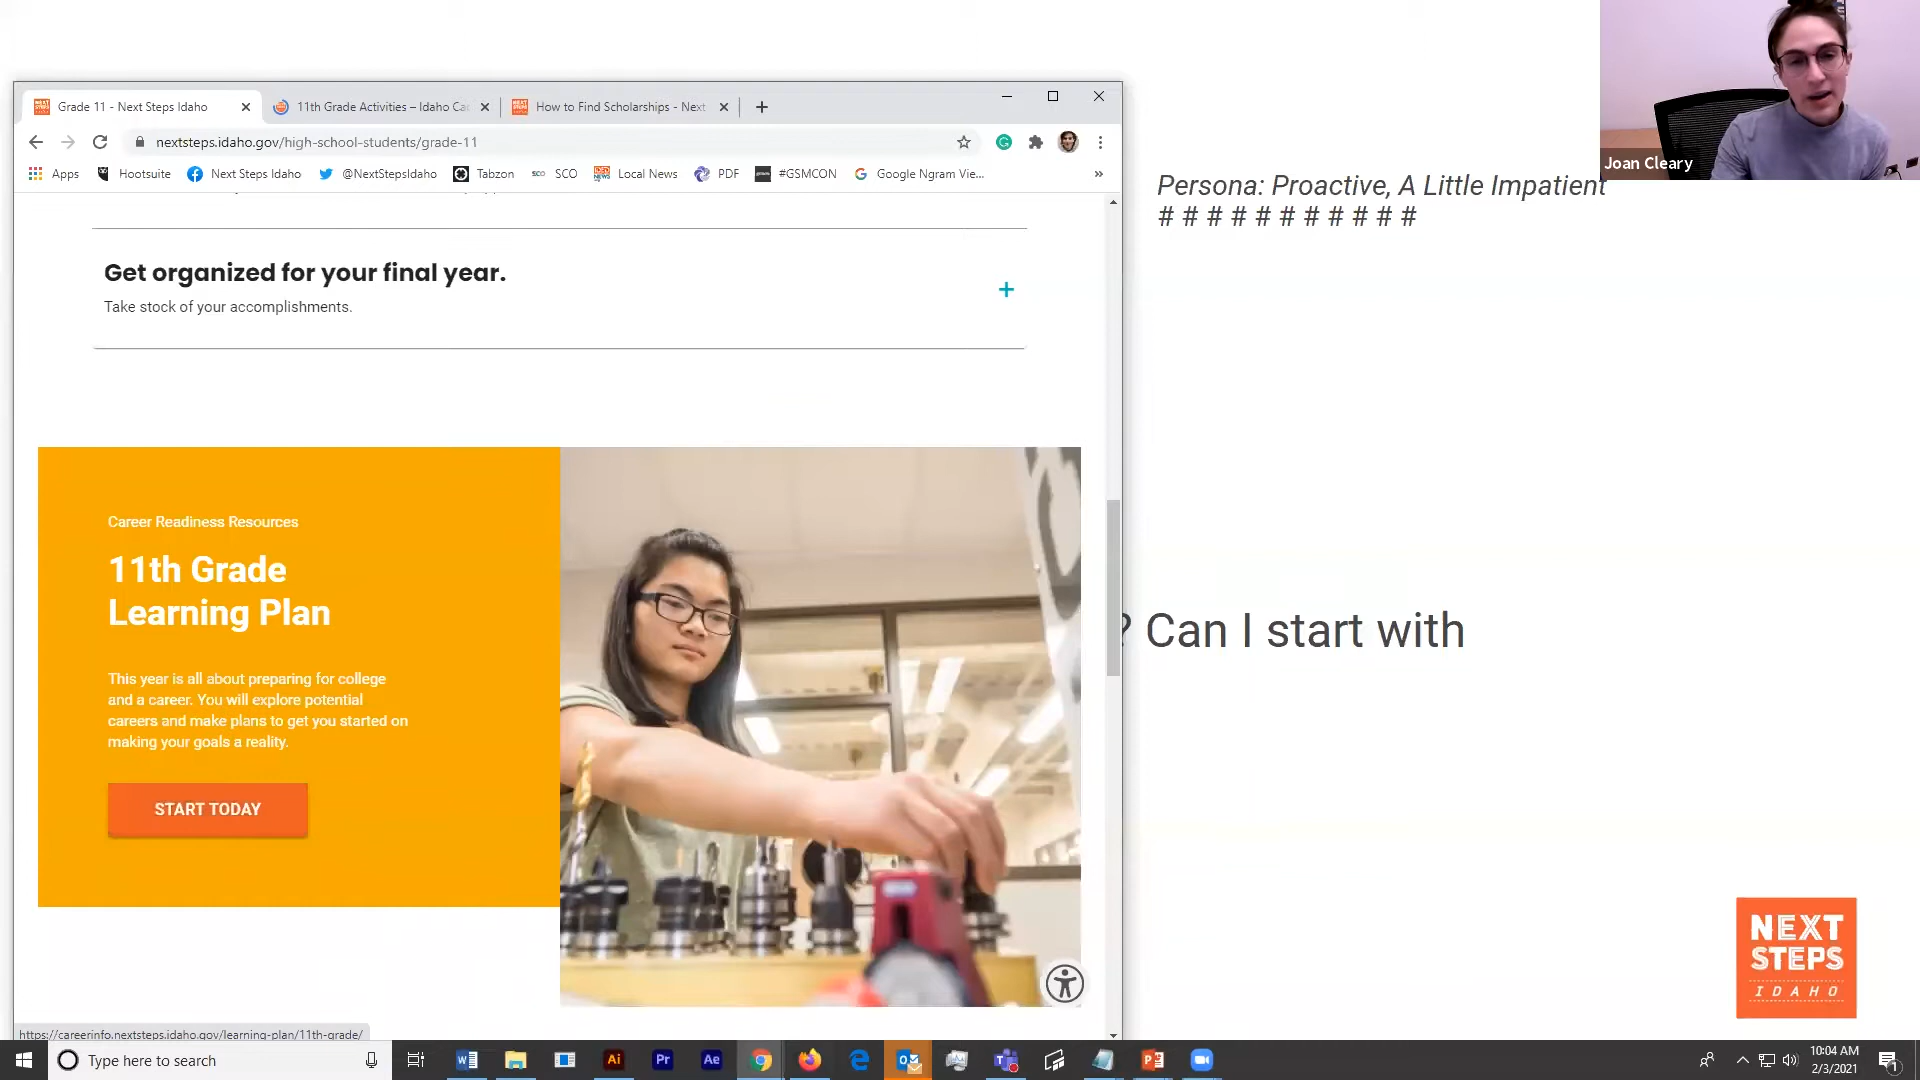 Grade 11 - Next Steps Idaho
11th Grade Activities – Idaho Ca
How to Find Scholarships - Next
nextsteps.idaho.gov/high-school-students/grade-11
Apps
Hootsuite
Next Steps Idaho
@NextStepsIdaho
Tabzon
SCO
SCO
Local News
PDF
#GSMCON
Google Ngram Vie...
Joan Cleary
Persona: Proactive, A Little Impatient
# # # # # # # # # # #
Get organized for your final year.
Take stock of your accomplishments.
+
Career Readiness Resources
11th Grade
Learning Plan
This year is all about preparing for college
and a career. You will explore potential
careers and make plans to get you started on
making your goals a reality.
START TODAY
? Can I start with
NEXT
STEPS
IDAHO
https://careerinfo.nextsteps.idaho.gov/learning-plan/11th-grade/
Type here to search
Ai
Pr
Ae
10:04 AM
2/3/2021